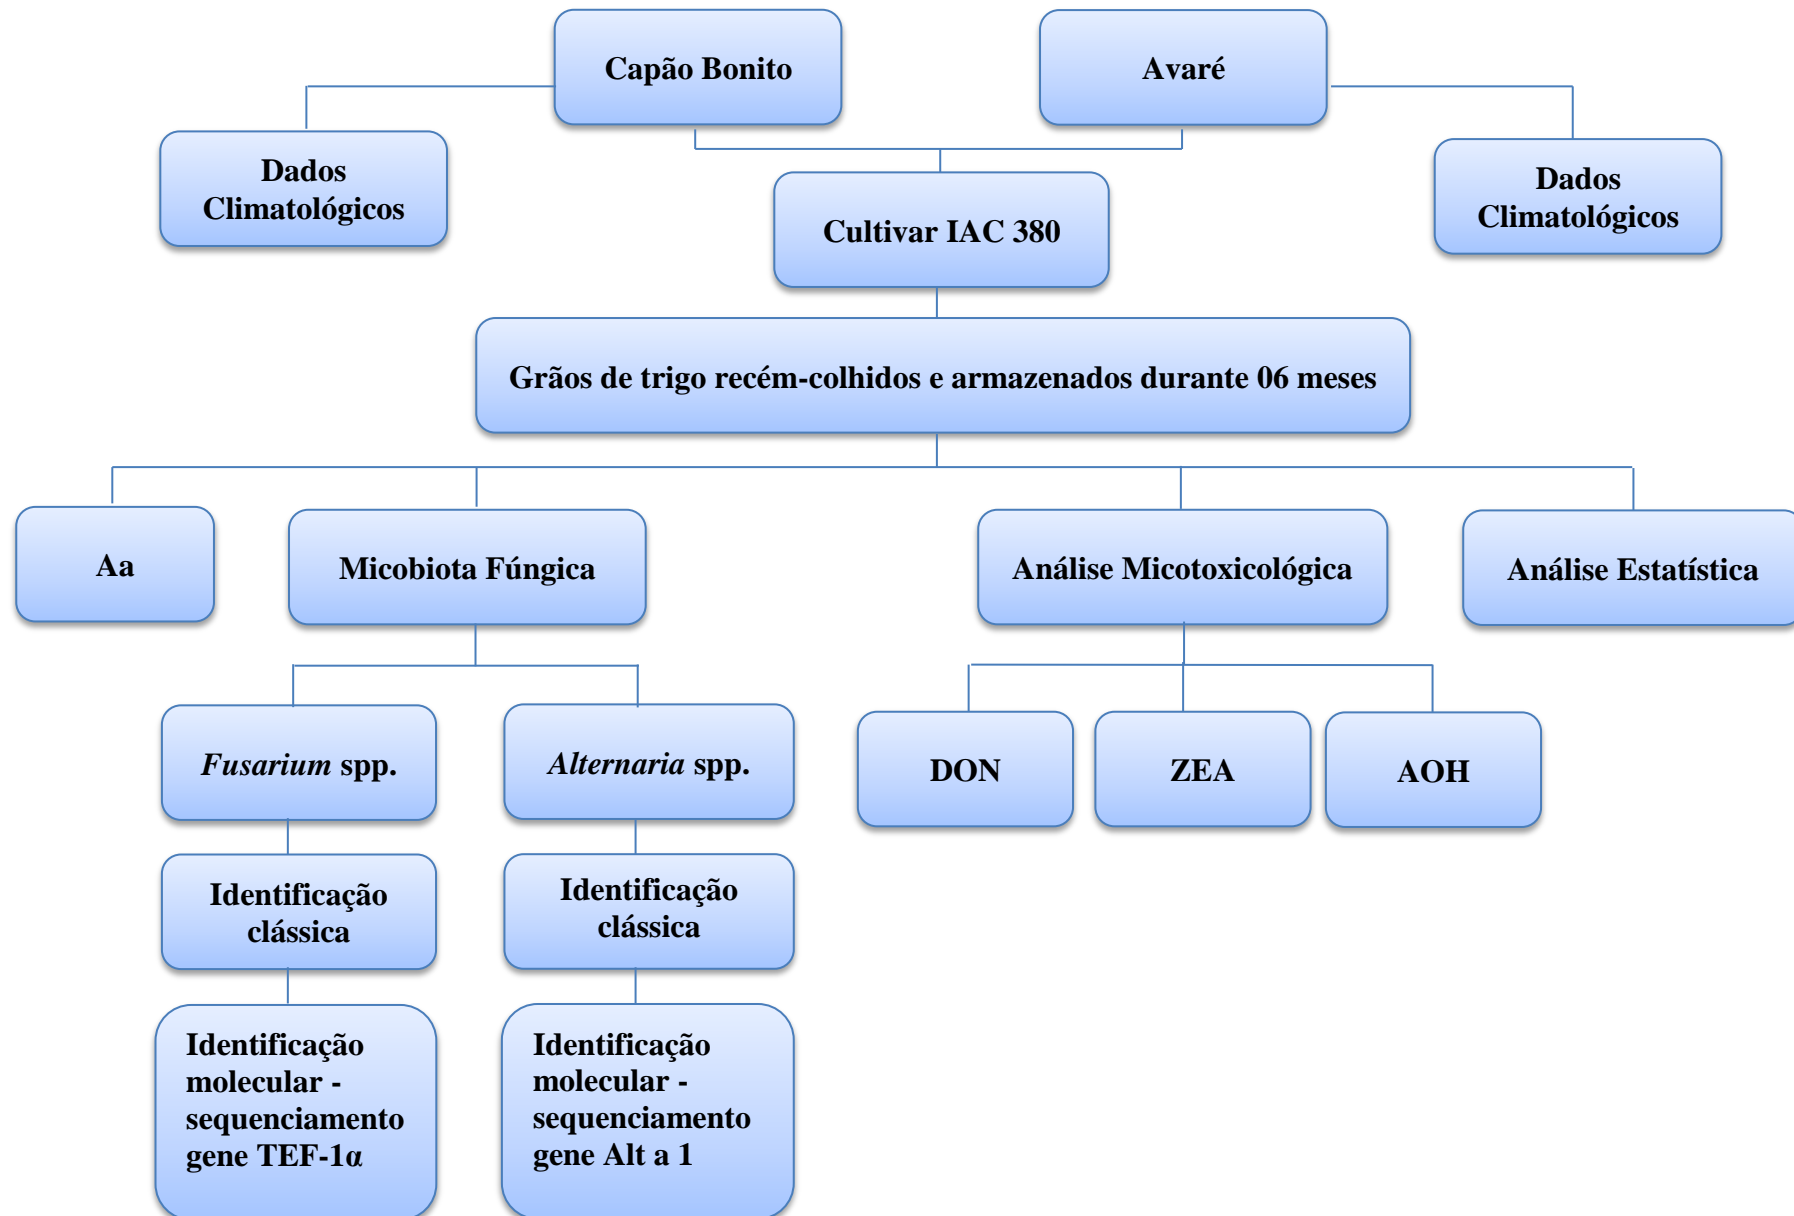 Capão Bonito
Avaré
Dados
Climatológicos
Dados
Climatológicos
Cultivar IAC 380
Grãos de trigo recém-colhidos e armazenados durante 06 meses
Aa
Micobiota Fúngica
Análise Micotoxicológica
Análise Estatística
Fusarium spp.
Alternaria spp.
DON
ZEA
AOH
Identificação
clássica
Identificação
clássica
Identificação
molecular -
sequenciamento
gene TEF-1α
Identificação
molecular -
sequenciamento
gene Alt a 1